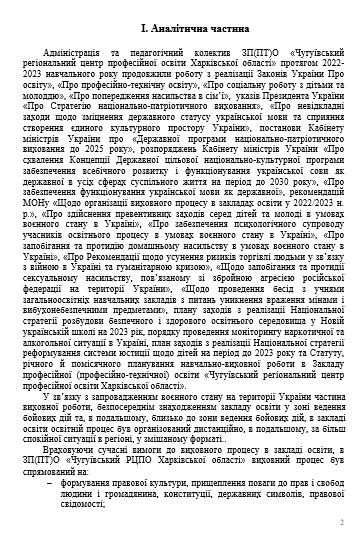 І. Аналітична частина
Адміністрація та педагогічний колектив ЗП(ПТ)О «Чугуївський
регіональний центр професійної освіти Харківської області» протягом 2022-
2023 навчального року продовжили роботу з реалізації Законів України Про
освіту», «Про професійно-технічну освіту», «Про соціальну роботу з дітьми та
молоддю», «Про попередження насильства в сім’ї», указів Президента України
«Про Стратегію національно-патріотичного виховання», «Про невідкладні
заходи щодо зміцнення державного статусу української мови та сприяння
створення єдиного культурного простору України», постанови Кабінету
міністрів України про «Державної програми національно-патріотичного
виховання до 2025 року», розпоряджень Кабінету міністрів України «Про
схвалення Концепції Державної цільової національно-культурної програми
забезпечення всебічного розвитку і функціонування української сови як
державної в усіх сферах суспільного життя на період до 2030 року», «Про
забезпечення функціонування української мови як державної», рекомендацій
МОНу «Щодо організації виховного процесу в закладах освіти у 2022/2023 н.
р.», «Про здійснення превентивних заходів серед дітей та молоді в умовах
воєнного стану в Україні», «Про забезпечення психологічного супроводу
учасників освітнього процесу в умовах воєнного стану в Україні», «Про
запобігання та протидію домашньому насильству в умовах воєнного стану в
Україні», «Про Рекомендації щодо усунення ризиків торгівлі людьми у зв’язку
з війною в Україні та гуманітарною кризою», «Щодо запобігання та протидії
сексуальному насильству, пов’язаному зі збройною агресією російської
федерації на території України», «Щодо проведення бесід з учнями
загальноосвітніх навчальних закладів з питань уникнення враження мінами і
вибухонебезпечними предметами», плану заходів з реалізації Національної
стратегії розбудови безпечного і здорового освітнього середовища у Новій
українській школі на 2023 рік, порядку проведення моніторингу наркотичної та
алкогольної ситуації в Україні, план заходів з реалізації Національної стратегії
реформування системи юстиції щодо дітей на період до 2023 року та Статуту,
річного й помісячного планування навчально-виховної роботи в Закладу
професійної (професійно-технічної) освіти «Чугуївський регіональний центр
професійної освіти Харківської області».
У зв’язку з запровадженням воєнного стану на території України частина
виховної роботи, безпосереднім знаходженням закладу освіти у зоні ведення
бойових дій та, в подальшому, близько до зони ведення бойових дій, в закладі
освіти освітній процес був організований дистанційно, в подальшому, за більш
спокійної ситуації в регіоні, у змішаному форматі..
Враховуючи сучасні вимоги до виховного процесу в закладі освіти, в
ЗП(ПТ)О «Чугуївський РЦПО Харківської області» виховний процес був
спрямований на:
– формування правової культури, прищеплення поваги до прав і свобод
людини і громадянина, конституції, державних символів, правової
свідомості;
2